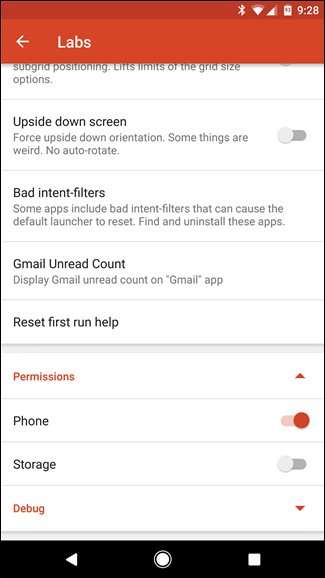 9:28
Labs
subgrid positioning. Lifts limits of the grid size
options.
Upside down screen
Force upside down orientation. Some things are
weird. No auto-rotate.
Bad intent-filters
Some apps include bad intent-filters that can cause the
default launcher to reset. Find and uninstall these apps.
Gmail Unread Count
Display Gmail unread count on "Gmail" app
Reset first run help
Permissions
Phone
Storage
Debug